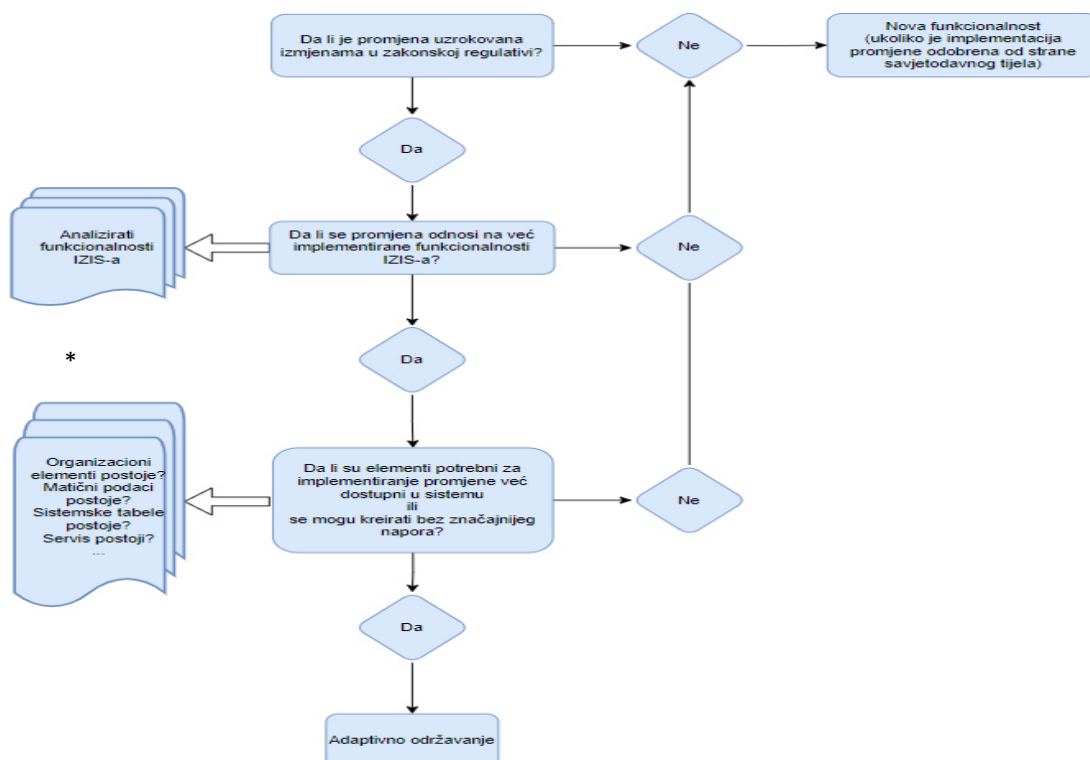 Da li je promjena uzrokovana
izmjenama u zakonskoj regulativi?
Ne
Nova funkcionalnost
(ukoliko je implementacija
promjene odobrena od strane
savjetodavnog tijela)
Da
Analizirati
funkcionalnosti
IZIS-a
Da li se promjena odnosi na već
implementirane funkcionalnosti
IZIS-a?
Ne
*
Da
Organizacioni
elementi postoje?
Matični podaci
postoje?
Sistemske tabele
postoje?
Servis postoji?
...
Da li su elementi potrebni za
implementiranje promjene već
dostupni u sistemu
ili
se mogu kreirati bez značajnijeg
napora?
Ne
Da
Adaptivno održavanje